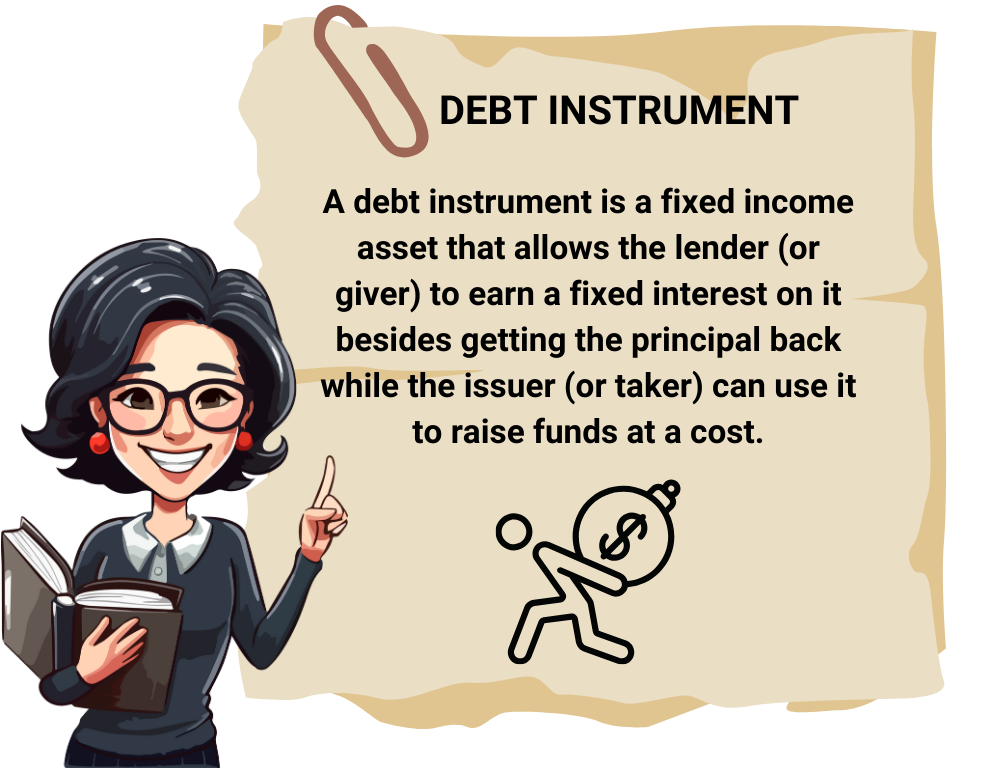 DEBT INSTRUMENT
A debt instrument is a fixed income
asset that allows the lender (or
giver) to earn a fixed interest on it
besides getting the principal back
while the issuer (or taker) can use it
to raise funds at a cost.
$